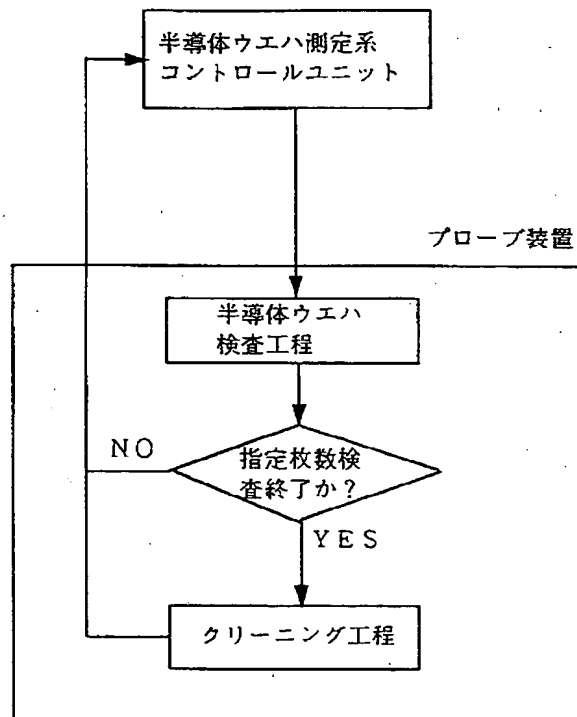 半導体ウエハ測定系
コントロールユニット
プローブ装置
半導体ウエハ
検査工程
指定枚数検
査終了か？
NO
YES
クリーニング工程